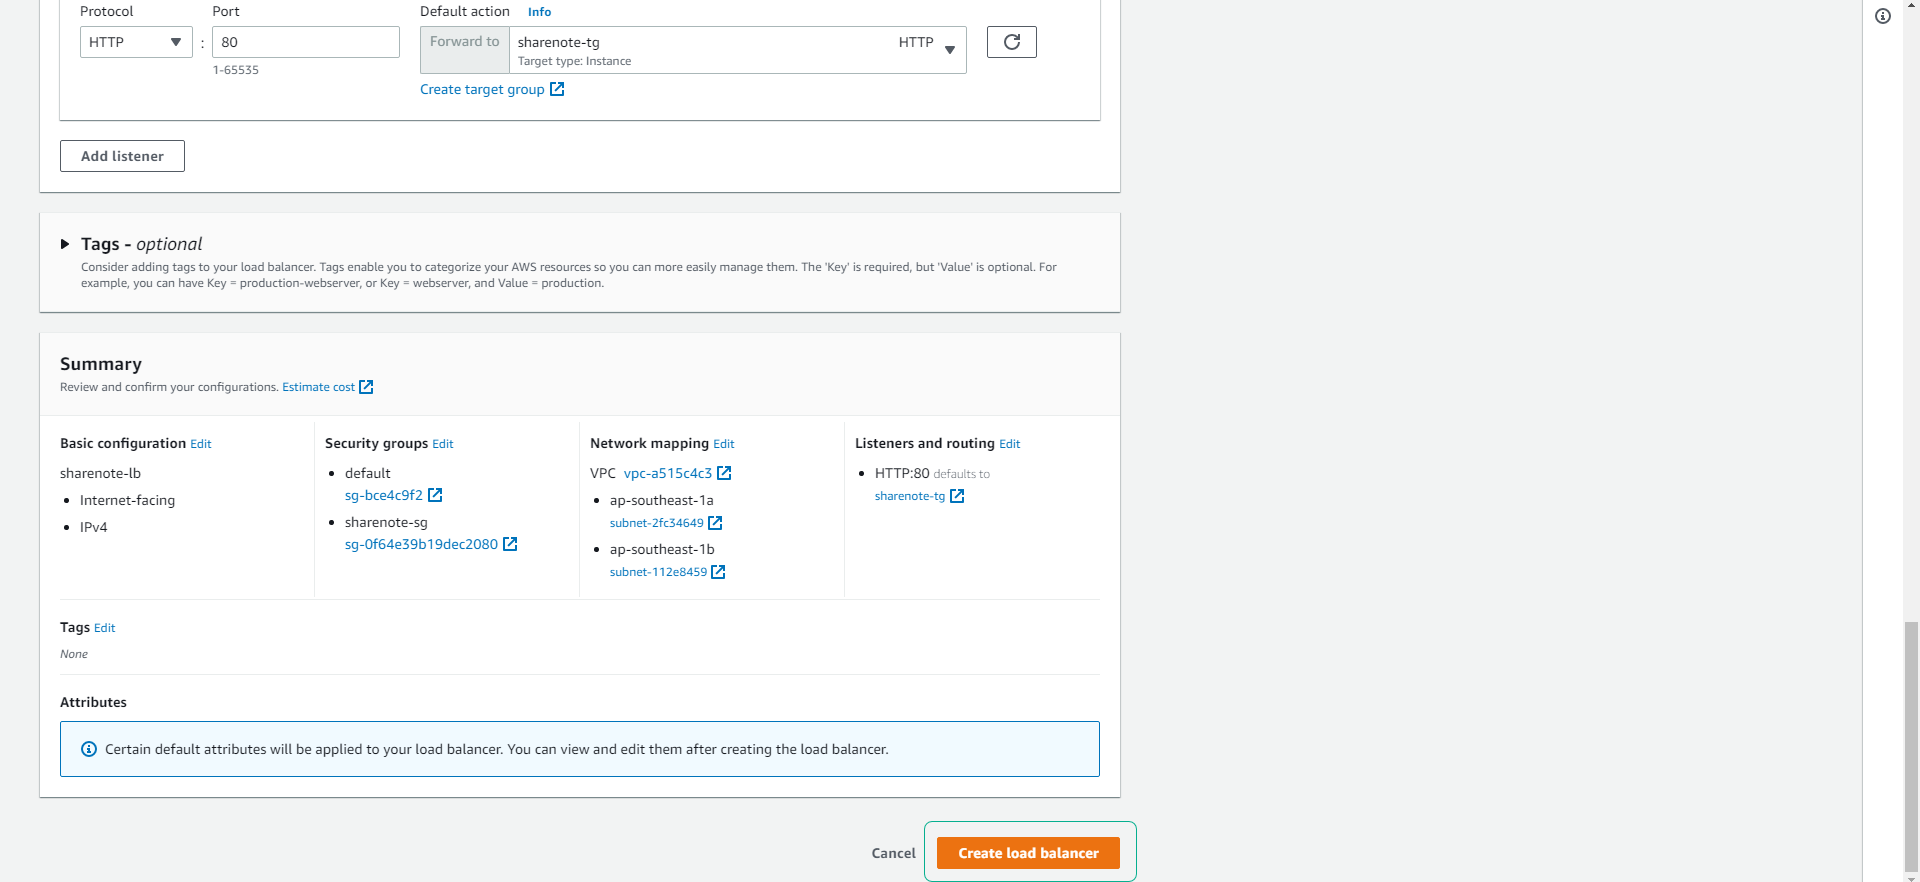 Protocol
Port
Default action Info
HTTP
:
80
Forward to
sharenote-tg
HTTP
Target type: Instance
1-65535
Create target group
Add listener
Tags - optional
Consider adding tags to your load balancer. Tags enable you to categorize your AWS resources so you can more easily manage them. The 'Key' is required, but 'Value' is optional. For
example, you can have Key = production-webserver, or Key = webserver, and Value = production.
Summary
Review and confirm your configurations. Estimate cost
Basic configuration Edit
sharenote-lb
• Internet-facing
• IPv4
Security groups Edit
• default
sg-bce4c9f2
• sharenote-sg
sg-0f64e39b19dec2080
Network mapping Edit
VPC vpc-a515c4c3
• ap-southeast-1a
subnet-2fc34649
• ap-southeast-1b
subnet-112e8459
Listeners and routing Edit
• HTTP:80 defaults to
sharenote-tg
Tags Edit
None
Attributes
Certain default attributes will be applied to your load balancer. You can view and edit them after creating the load balancer.
Cancel
Create load balancer